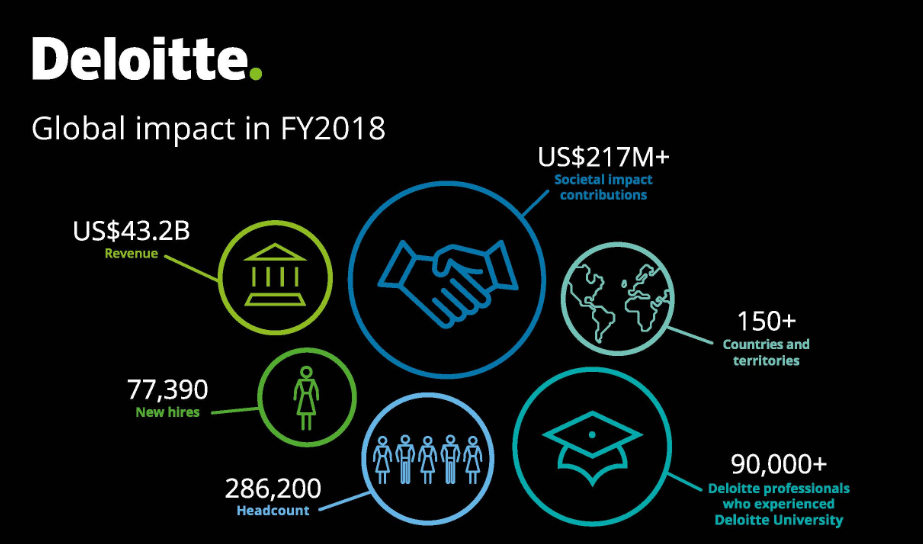 Deloitte.
Global impact in FY2018
US$217M+
Societal impact
contributions
US$43.2B
Revenue
150+
Countries and
territories
77,390
New hires
90,000+
Deloitte professionals
who experienced
Deloitte University
286,200
Headcount